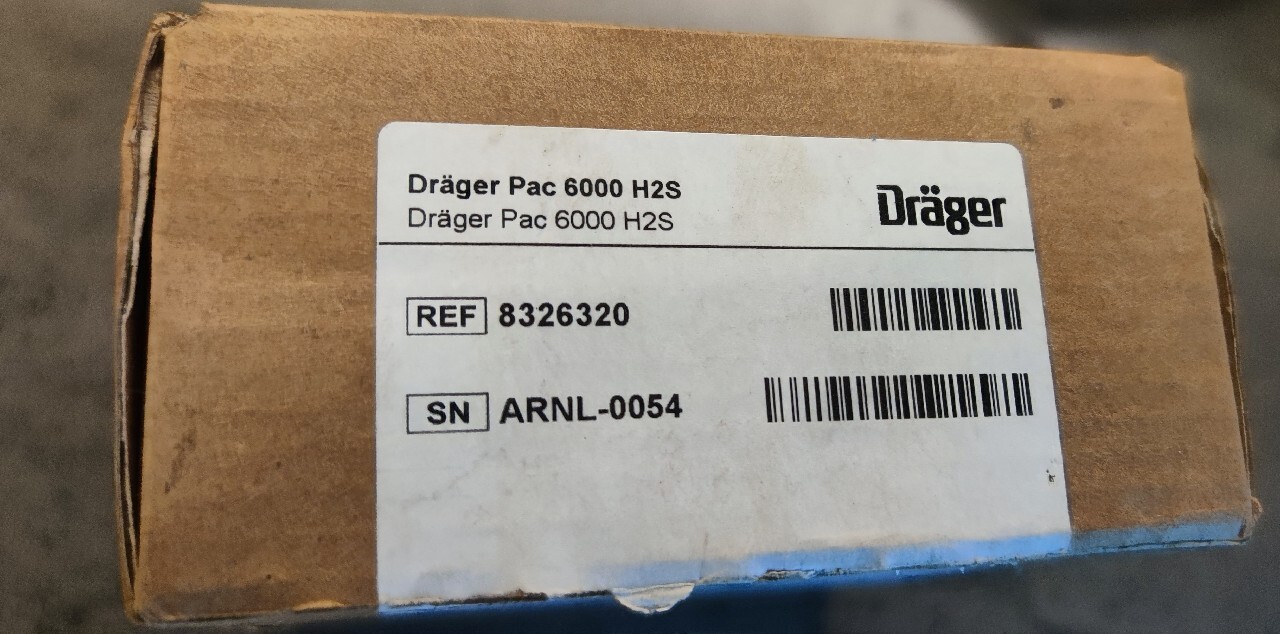 Dräger Pac 6000 H2S
Dräger Pac 6000 H2S
Dräger
REF 8326320
SN ARNL-0054